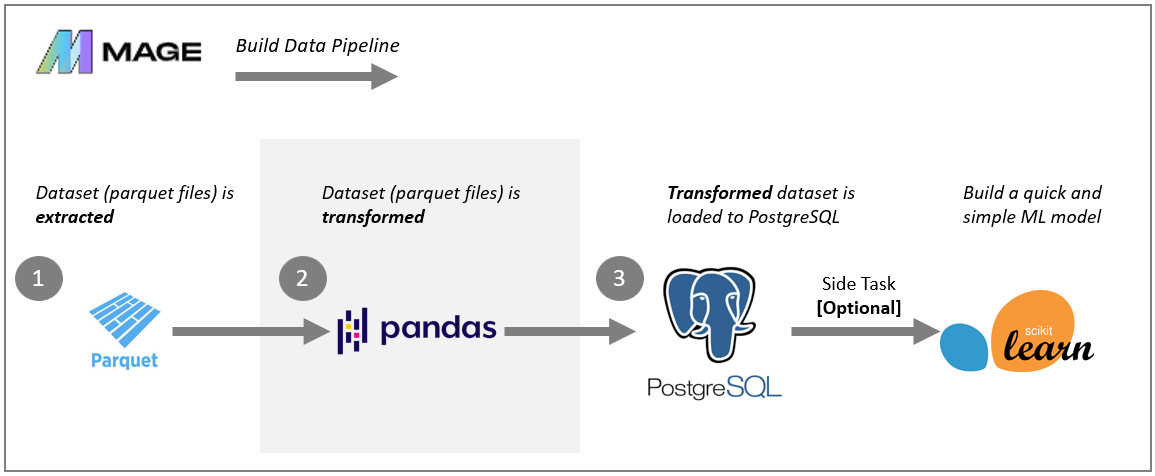 MAGE
Build Data Pipeline
Dataset (parquet files) is
extracted
Dataset (parquet files) is
transformed
Transformed dataset is
loaded to PostgreSQL
Build a quick and
simple ML model
1
2
3
Parquet
pandas
PostgreSQL
Side Task
[Optional]
scikit
learn